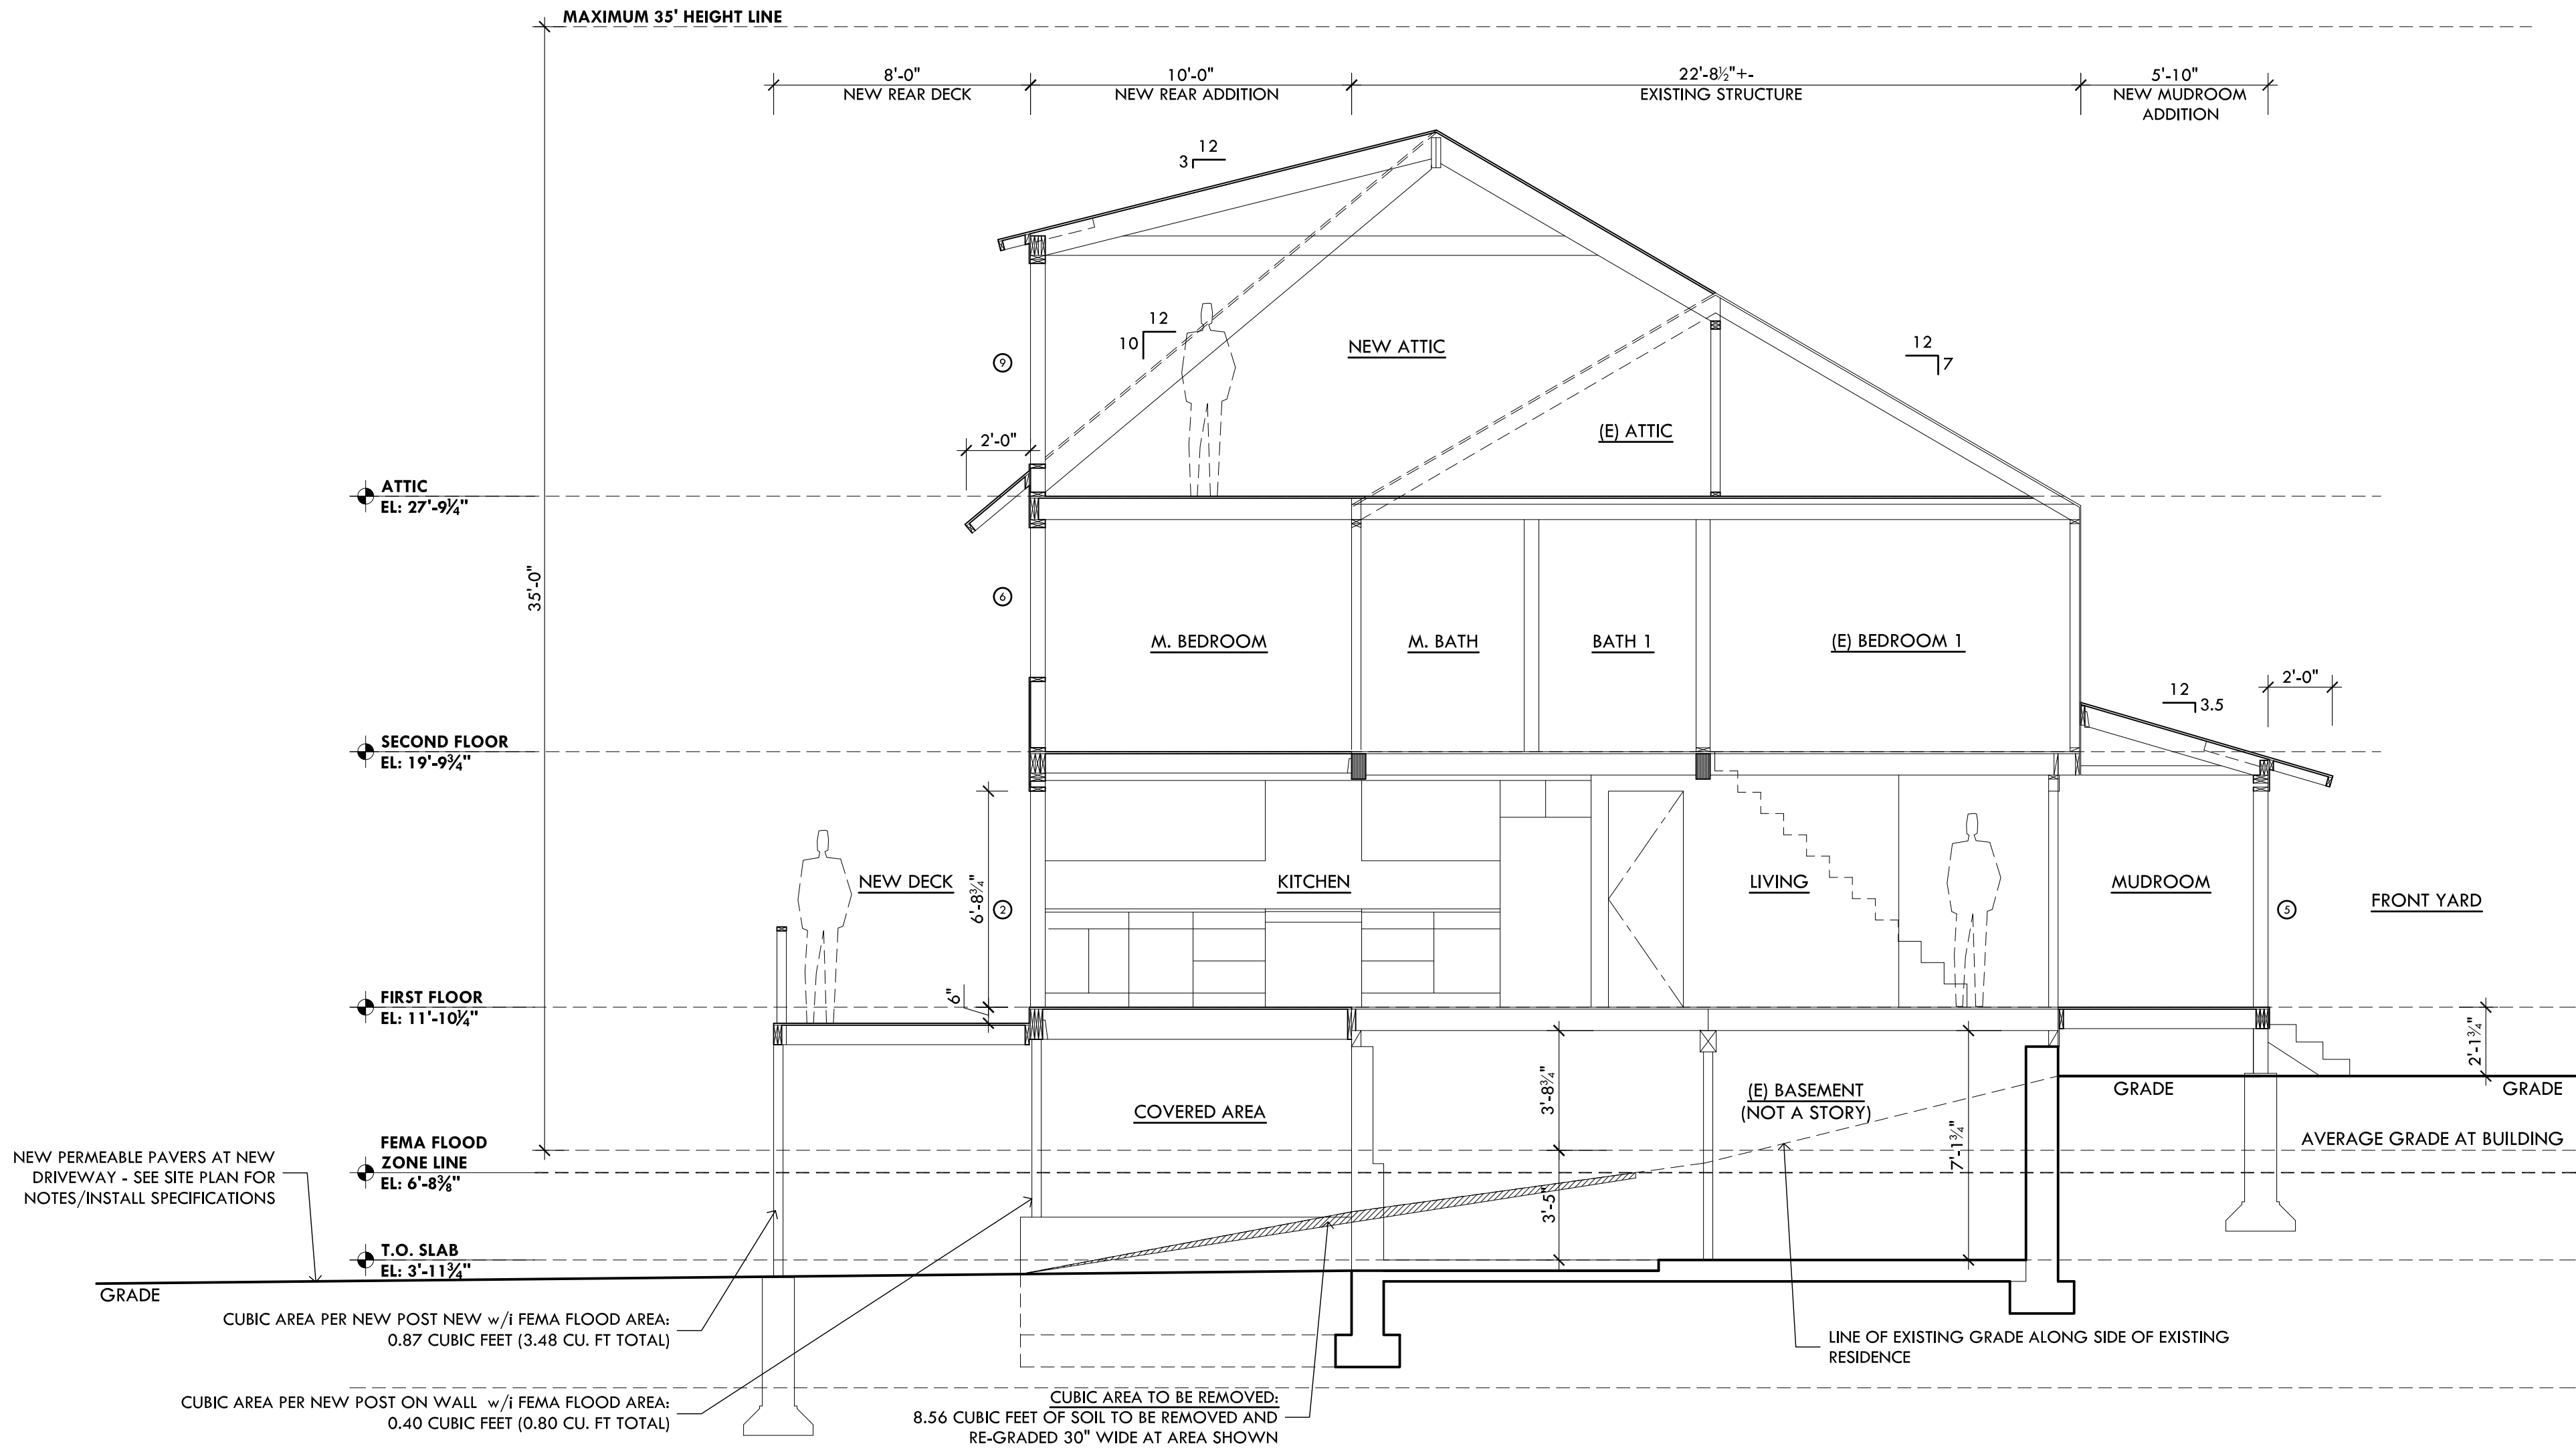 MAXIMUM 35' HEIGHT LINE
8'-0"
NEW REAR DECK
10'-0"
NEW REAR ADDITION
22'-8½"+-
EXISTING STRUCTURE
5'-10"
NEW MUDROOM
ADDITION
12
3
12
10
NEW ATTIC
12
7
9
(E) ATTIC
2'-0"
ATTIC
EL: 27'-9¼"
35'-0"
6
M. BEDROOM
M. BATH
BATH 1
(E) BEDROOM 1
2'-0"
12
3.5
SECOND FLOOR
EL: 19'-9¾"
NEW DECK
6'-8¾"
2
KITCHEN
LIVING
MUDROOM
5
FRONT YARD
FIRST FLOOR
EL: 11'-10¼"
6"
2'-1¾"
COVERED AREA
3'-8¾"
(E) BASEMENT
(NOT A STORY)
GRADE
GRADE
7'-1¾"
AVERAGE GRADE AT BUILDING
FEMA FLOOD
ZONE LINE
EL: 6'-8⅜"
3'-5"
NEW PERMEABLE PAVERS AT NEW
DRIVEWAY - SEE SITE PLAN FOR
NOTES/INSTALL SPECIFICATIONS
T.O. SLAB
EL: 3'-11¾"
GRADE
CUBIC AREA PER NEW POST NEW w/i FEMA FLOOD AREA:
0.87 CUBIC FEET (3.48 CU. FT TOTAL)
LINE OF EXISTING GRADE ALONG SIDE OF EXISTING
RESIDENCE
CUBIC AREA PER NEW POST ON WALL w/i FEMA FLOOD AREA:
0.40 CUBIC FEET (0.80 CU. FT TOTAL)
CUBIC AREA TO BE REMOVED:
8.56 CUBIC FEET OF SOIL TO BE REMOVED AND
RE-GRADED 30" WIDE AT AREA SHOWN